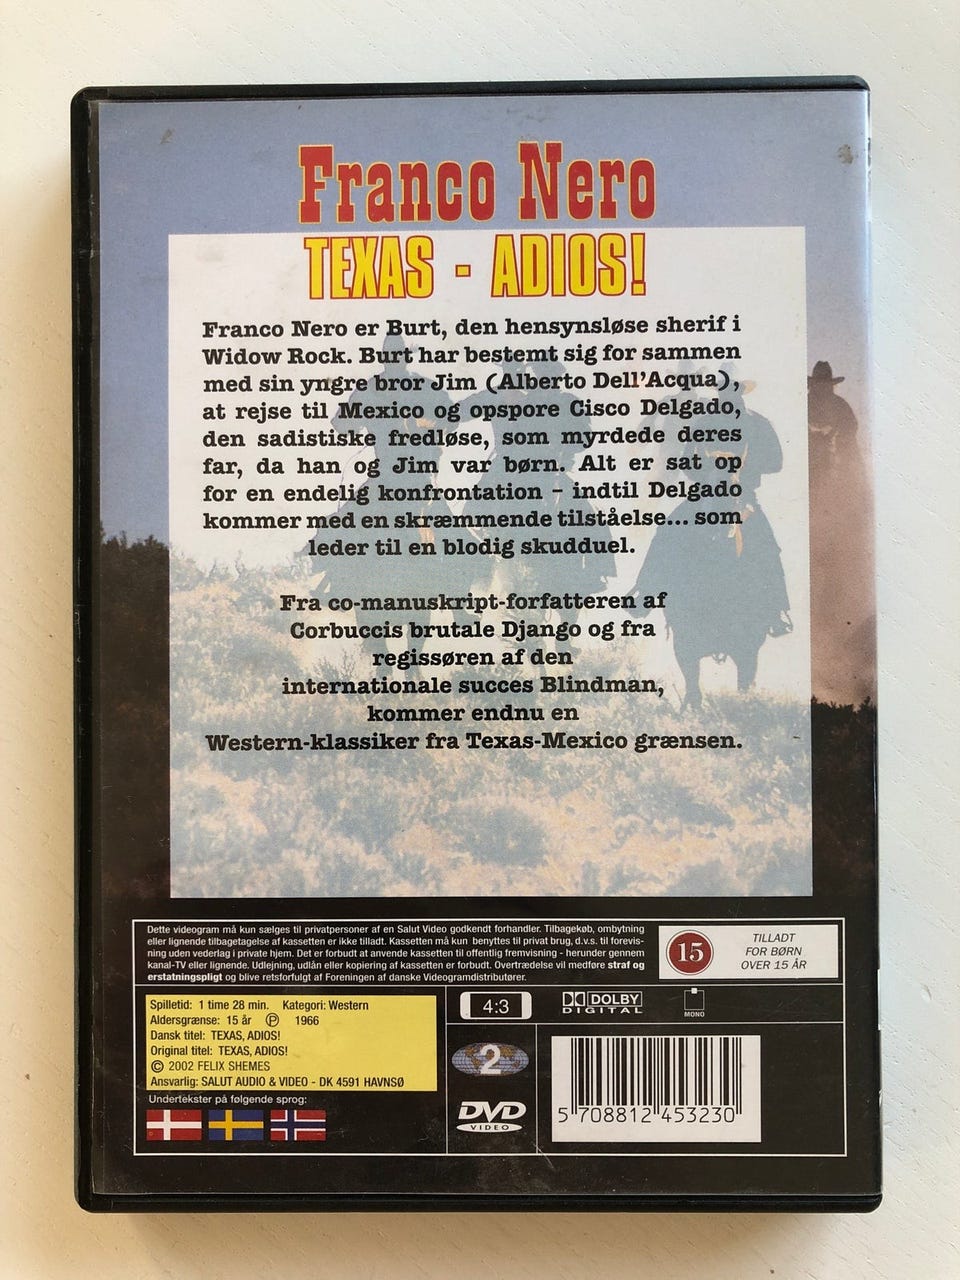 Franco Nero
TEXAS - ADIOS!
Franco Nero er Burt, den hensynsløse sherif i
Widow Rock. Burt har bestemt sig for sammen
med sin yngre bror Jim (Alberto Dell'Acqua),
at rejse til Mexico og opspore Cisco Delgado,
den sadistiske fredløse, som myrdede deres
far, da han og Jim var børn. Alt er sat op
for en endelig konfrontation – indtil Delgado
kommer med en skræmmende tilståelse... som
leder til en blodig skudduel.
Fra co-manuskript-forfatteren af
Corbuccis brutale Django og fra
regissøren af den
internationale succes Blindman,
kommer endnu en
Western-klassiker fra Texas-Mexico grænsen.
Dette videogram må kun sælges til privatpersoner af en Salut Video godkendt forhandler. Tilbagekøb, ombytning
eller lignende tilbagetagelse af kassetten er ikke tilladt. Kassetten må kun benyttes til privat brug, d.v.s. til forevis-
ning uden vederlag i private hjem. Det er forbudt at anvende kassetten til offentlig fremvisning - herunder gennem
kanal-TV eller lignende. Udlejning, udlån eller kopiering af kassetten er forbudt. Overtrædelse vil medføre straf og
erstatningspligt og blive retsforfulgt af Foreningen af danske Videogramdistributører.
15
TILLADT
FOR BØRN
OVER 15 ÅR
Spilletid: 1 time 28 min. Kategori: Western
Aldersgrænse: 15 år Ⓟ 1966
Dansk titel: TEXAS, ADIOS!
Original titel: TEXAS, ADIOS!
© 2002 FELIX SHEMES
Ansvarlig: SALUT AUDIO & VIDEO - DK 4591 HAVNSØ
Undertekster på følgende sprog:
4:3
DOLBY
DIGITAL
MONO
2
DVD
VIDEO
5 708812 453230